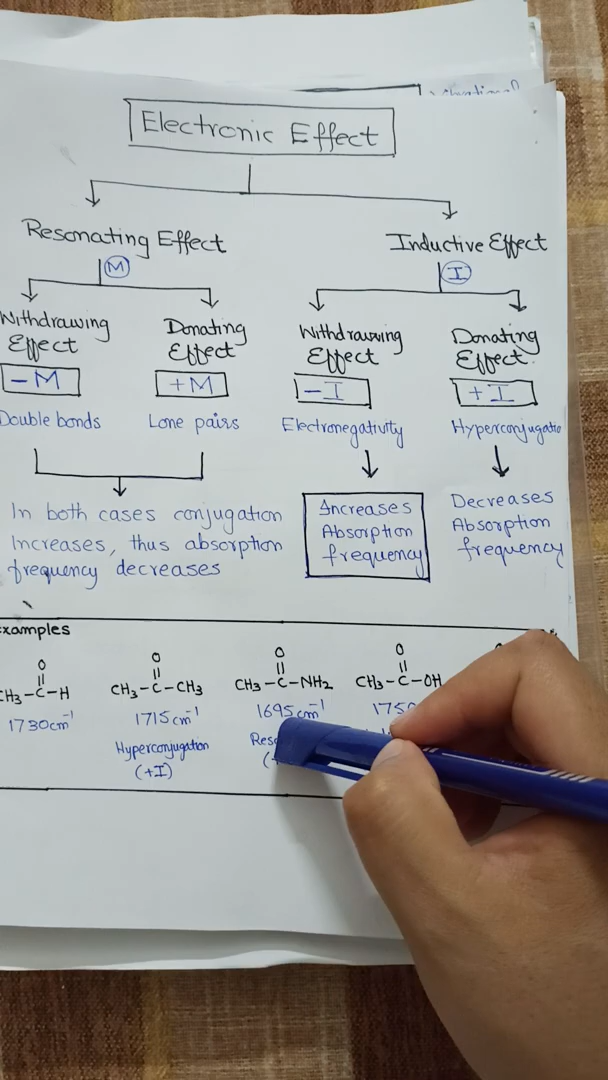 Electronic Effect
Resonating Effect
Inductive Effect
M
I
Withdrawing
Effect
Donating
Effect
Withdrawing
Effect
Donating
Effect
-M
+M
-I
+I
Double bonds
Lone pairs
Electronegativity
Hyperconjugatio
In both cases conjugation
Increases, thus absorption
frequency decreases
Increases
Absorption
frequency
Decreases
Absorption
frequency
Examples
O
CH3-C-H
1730cm⁻¹
O
CH3-C-CH3
1715cm⁻¹
Hyperconjugation
(+I)
O
CH3-C-NH2
1695cm⁻¹
O
CH3-C-OH